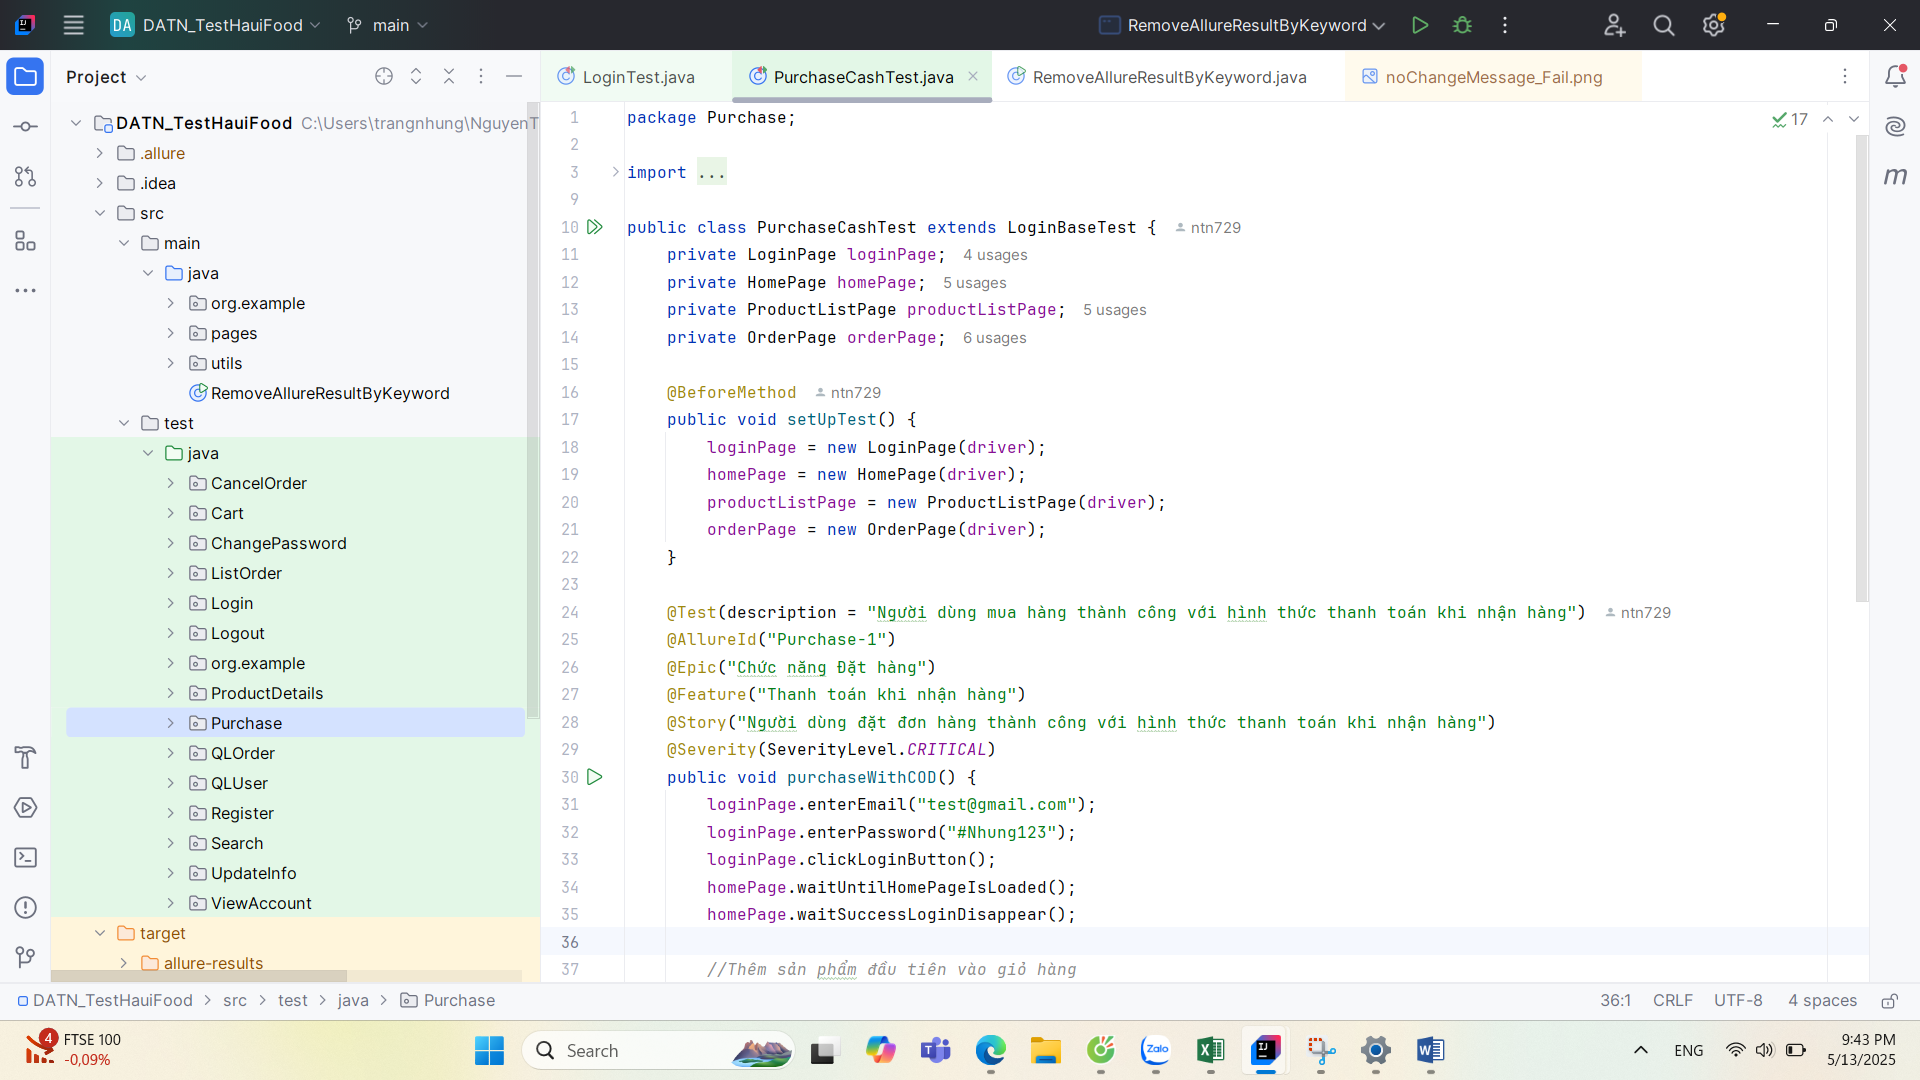 DA DATN_TestHauiFood main RemoveAllureResultByKeyword
Project
LoginTest.java PurchaseCashTest.java RemoveAllureResultByKeyword.java noChangeMessage_Fail.png
DATN_TestHauiFood C:\Users\trangnhung\NguyenT
.allure
.idea
src
main
java
org.example
pages
utils
RemoveAllureResultByKeyword
test
java
CancelOrder
Cart
ChangePassword
ListOrder
Login
Logout
org.example
ProductDetails
Purchase
QLOrder
QLUser
Register
Search
UpdateInfo
ViewAccount
target
allure-results
17
1 package Purchase;
2
3 import ...
9
10 public class PurchaseCashTest extends LoginBaseTest { ntn729
11 private LoginPage loginPage; 4 usages
12 private HomePage homePage; 5 usages
13 private ProductListPage productListPage; 5 usages
14 private OrderPage orderPage; 6 usages
15
16 @BeforeMethod ntn729
17 public void setUpTest() {
18 loginPage = new LoginPage(driver);
19 homePage = new HomePage(driver);
20 productListPage = new ProductListPage(driver);
21 orderPage = new OrderPage(driver);
22 }
23
24 @Test(description = "Người dùng mua hàng thành công với hình thức thanh toán khi nhận hàng") ntn729
25 @AllureId("Purchase-1")
26 @Epic("Chức năng Đặt hàng")
27 @Feature("Thanh toán khi nhận hàng")
28 @Story("Người dùng đặt đơn hàng thành công với hình thức thanh toán khi nhận hàng")
29 @Severity(SeverityLevel.CRITICAL)
30 public void purchaseWithCOD() {
31 loginPage.enterEmail("test@gmail.com");
32 loginPage.enterPassword("#Nhung123");
33 loginPage.clickLoginButton();
34 homePage.waitUntilHomePageIsLoaded();
35 homePage.waitSuccessLoginDisappear();
36
37 //Thêm sản phẩm đầu tiên vào giỏ hàng
DATN_TestHauiFood > src > test > java > Purchase 36:1 CRLF UTF-8 4 spaces
4 FTSE 100
-0,09%
Search
Zalo
ENG
9:43 PM
5/13/2025